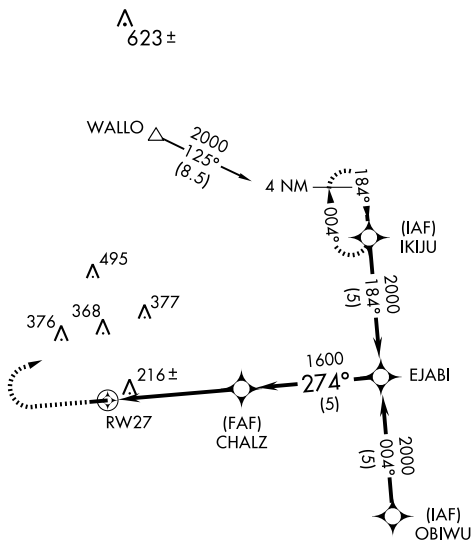 623 ±
WALLO
2000
125°
(8.5)
4 NM
184°
004°
(IAF)
IKIJU
2000
184°
(5)
495
376
368
377
1600
274°
(5)
EJABI
216 ±
RW27
(FAF)
CHALZ
2000
004°
(5)
(IAF)
OBIWU